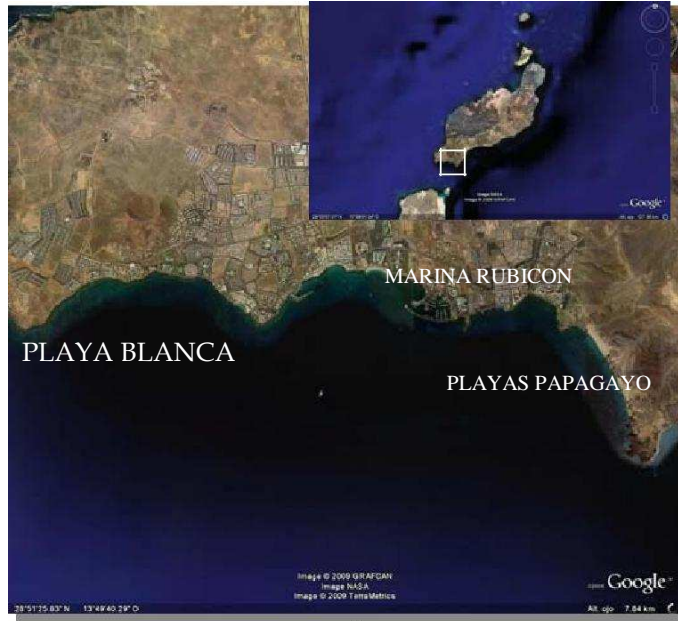 Google
MARINA RUBICON
PLAYA BLANCA
PLAYAS PAPAGAYO
Image © 2009 GRAFCAN
Image NASA
Image © 2009 TerraMetrics
Google
28°51'25.83" N 13°49'40.29" O
Alt. ojo 7.64 km